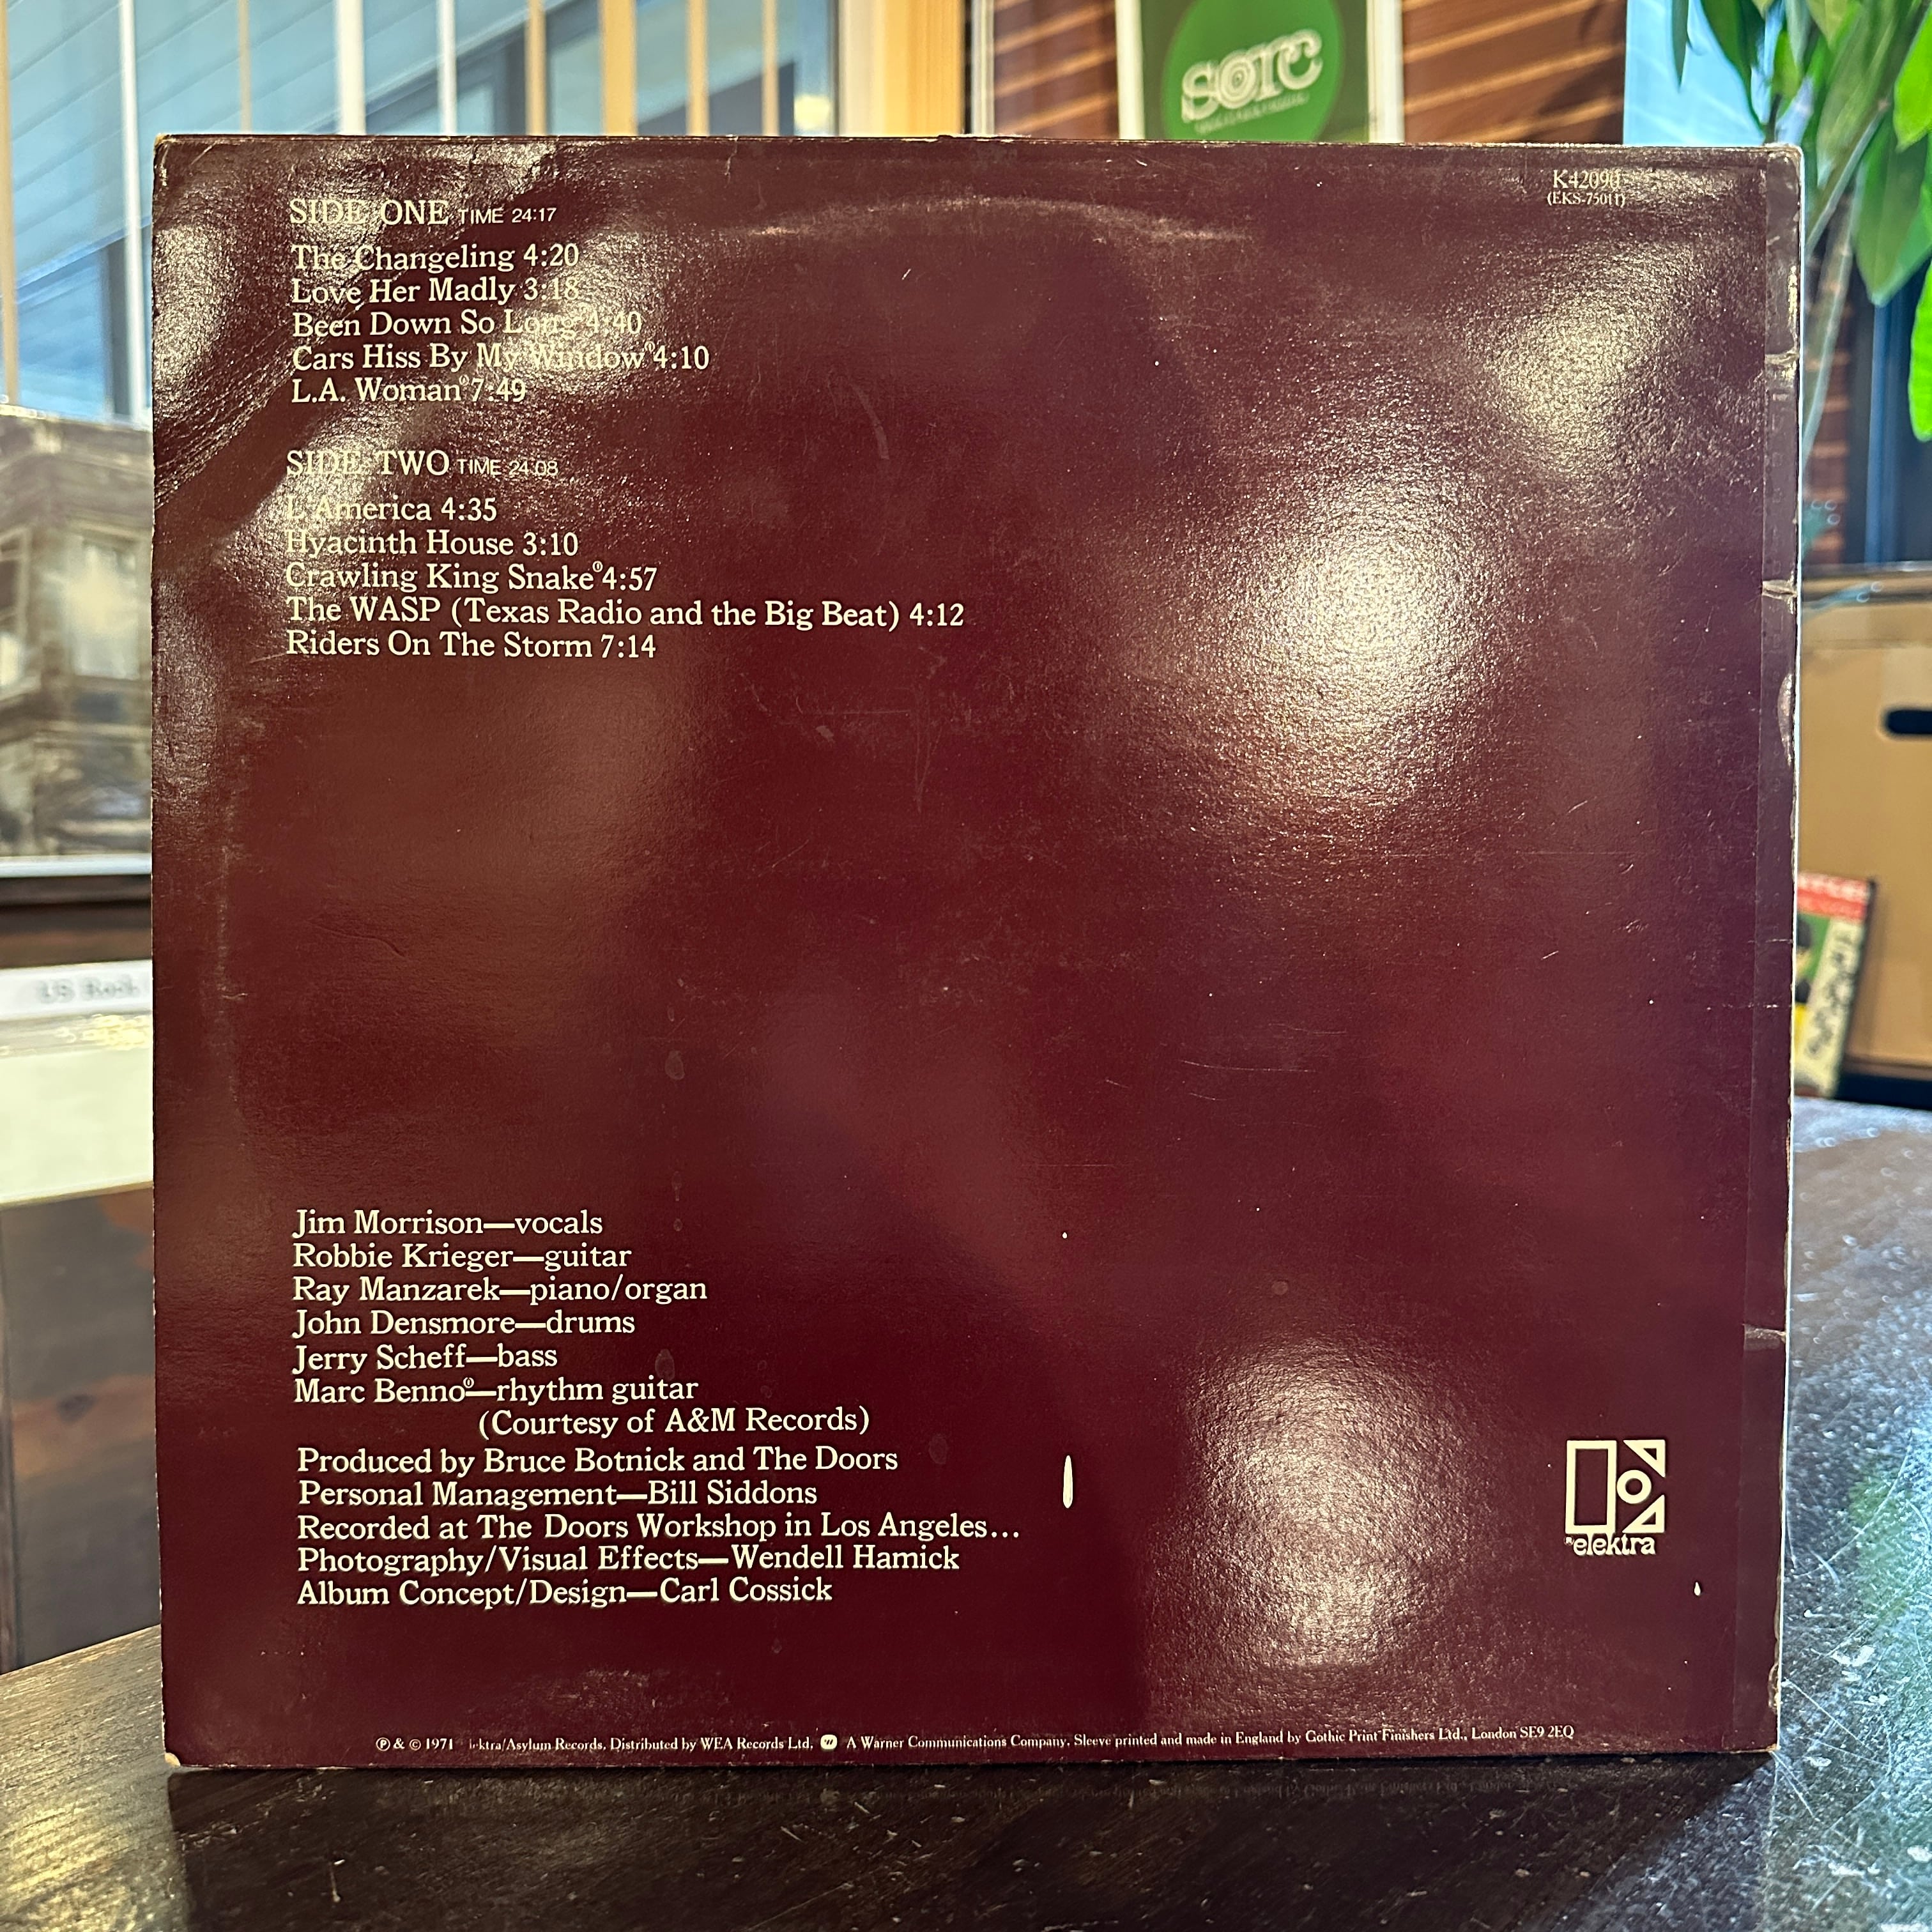 sorc
K42090
(EKS-75011)
SIDE ONE TIME 24:17
The Changeling 4:20
Love Her Madly 3:18
Been Down So Long 4:40
Cars Hiss By My Window® 4:10
L.A. Woman® 7:49
SIDE TWO TIME 24:08
L'America 4:35
Hyacinth House 3:10
Crawling King Snake® 4:57
The WASP (Texas Radio and the Big Beat) 4:12
Riders On The Storm 7:14
US Rock
Jim Morrison—vocals
Robbie Krieger—guitar
Ray Manzarek—piano/organ
John Densmore—drums
Jerry Scheff—bass
Marc Benno®—rhythm guitar
(Courtesy of A&M Records)
Produced by Bruce Botnick and The Doors
Personal Management—Bill Siddons
Recorded at The Doors Workshop in Los Angeles...
Photography/Visual Effects—Wendell Hamick
Album Concept/Design—Carl Cossick
elektra
℗ & © 1971 Elektra/Asylum Records. Distributed by WEA Records Ltd. A Warner Communications Company. Sleeve printed and made in England by Gothic Print Finishers Ltd., London SE9 2EQ